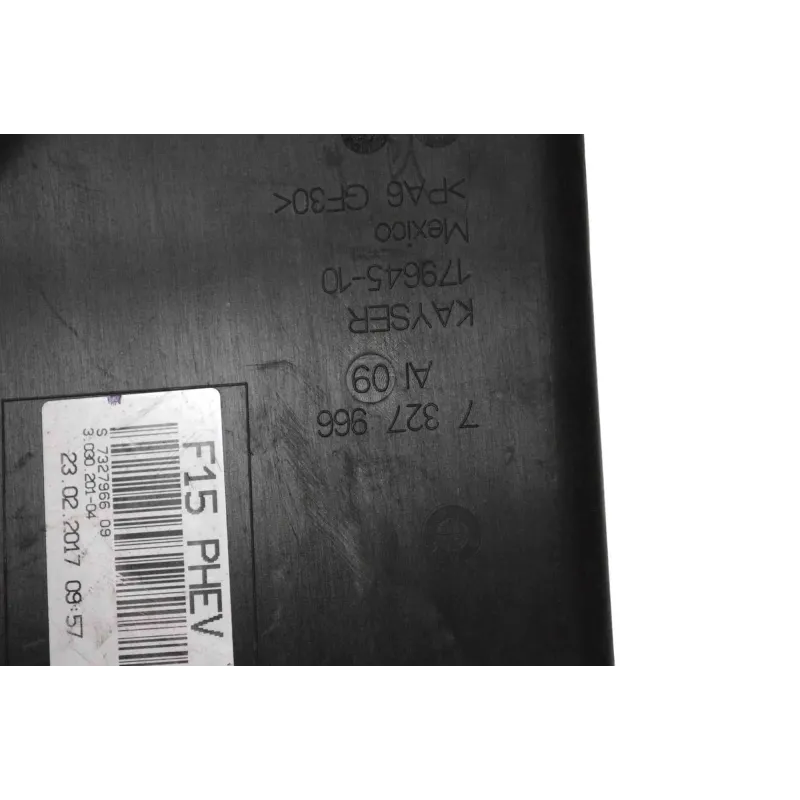 7 327 966
AI 09
KAYSER
179645-10
Mexico
>PA6 GF30<
F15 PHEV
S 7327966 09
3.030.201-04
23.02.2017 09:57